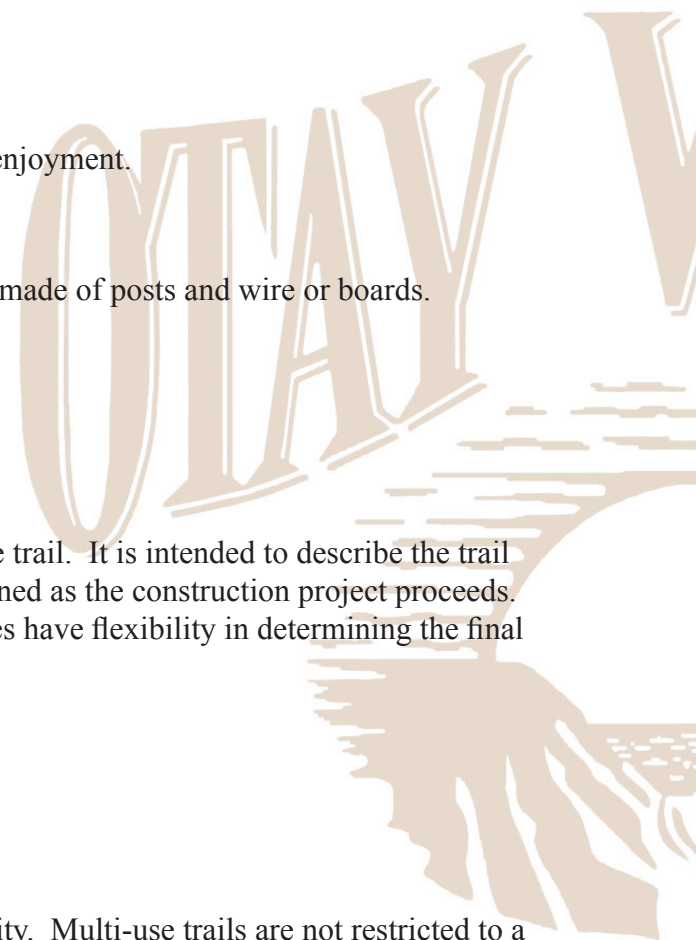 OTAY V
enjoyment.
made of posts and wire or boards.
trail. It is intended to describe the trail
ned as the construction project proceeds.
es have flexibility in determining the final
ity. Multi-use trails are not restricted to a